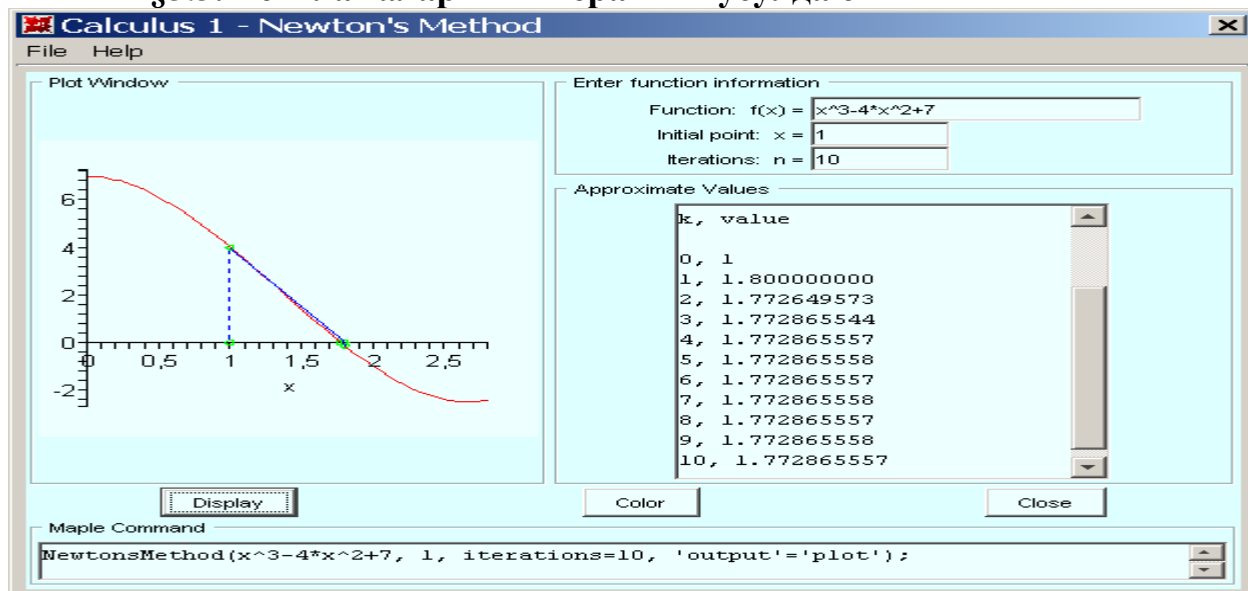 Calculus 1 - Newton's Method
File Help
Plot Window
6
4
2
0
-2
0 0,5 1 1,5 2 2,5
x
Enter function information
Function: f(x) = x^3-4*x^2+7
Initial point: x = 1
Iterations: n = 10
Approximate Values
k, value
0, 1
1, 1.800000000
2, 1.772649573
3, 1.772865544
4, 1.772865557
5, 1.772865558
6, 1.772865557
7, 1.772865558
8, 1.772865557
9, 1.772865558
10, 1.772865557
Display
Color
Close
Maple Command
NewtonsMethod(x^3-4*x^2+7, 1, iterations=10, 'output'='plot');